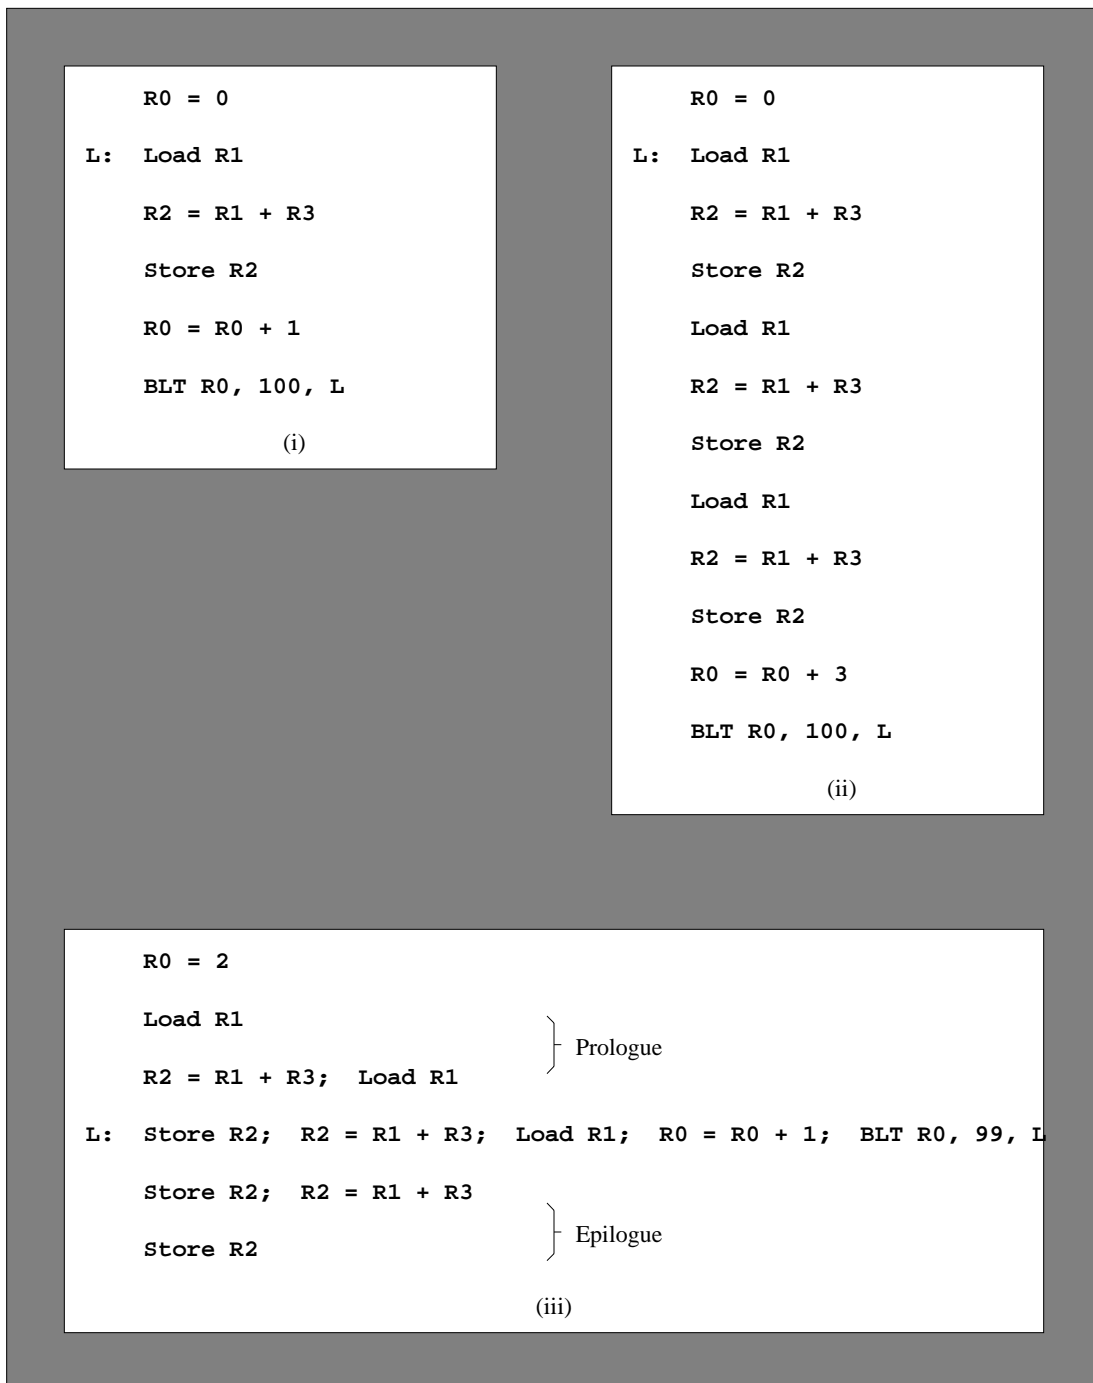 R0 = 0
L: Load R1
R2 = R1 + R3
Store R2
R0 = R0 + 1
BLT R0, 100, L
(i)
R0 = 0
L: Load R1
R2 = R1 + R3
Store R2
Load R1
R2 = R1 + R3
Store R2
Load R1
R2 = R1 + R3
Store R2
R0 = R0 + 3
BLT R0, 100, L
(ii)
R0 = 2
Load R1
Prologue
R2 = R1 + R3; Load R1
L: Store R2; R2 = R1 + R3; Load R1; R0 = R0 + 1; BLT R0, 99, L
Store R2; R2 = R1 + R3
Epilogue
Store R2
(iii)